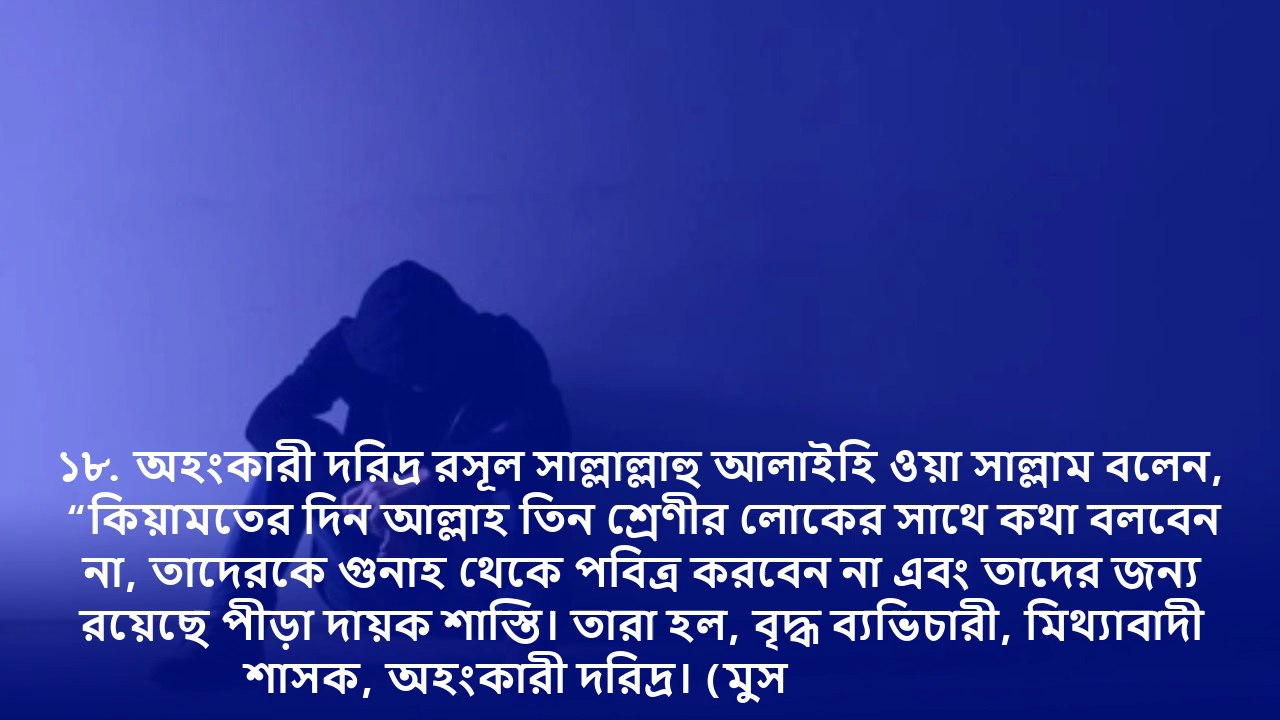 ১৮. অহংকারী দরিদ্র রসূল সাল্লাল্লাহু আলাইহি ওয়া সাল্লাম বলেন,
“কিয়ামতের দিন আল্লাহ তিন শ্রেণীর লোকের সাথে কথা বলবেন
না, তাদেরকে গুনাহ থেকে পবিত্র করবেন না এবং তাদের জন্য
রয়েছে পীড়া দায়ক শাস্তি। তারা হল, বৃদ্ধ ব্যভিচারী, মিথ্যাবাদী
শাসক, অহংকারী দরিদ্র। (মুস